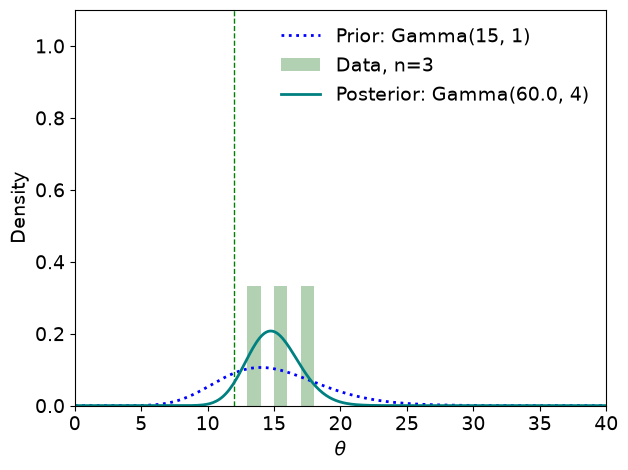 Prior: Gamma(15, 1)
Data, n=3
Posterior: Gamma(60.0, 4)
Density
1.0
0.8
0.6
0.4
0.2
0.0
0 5 10 15 20 25 30 35 40
θ